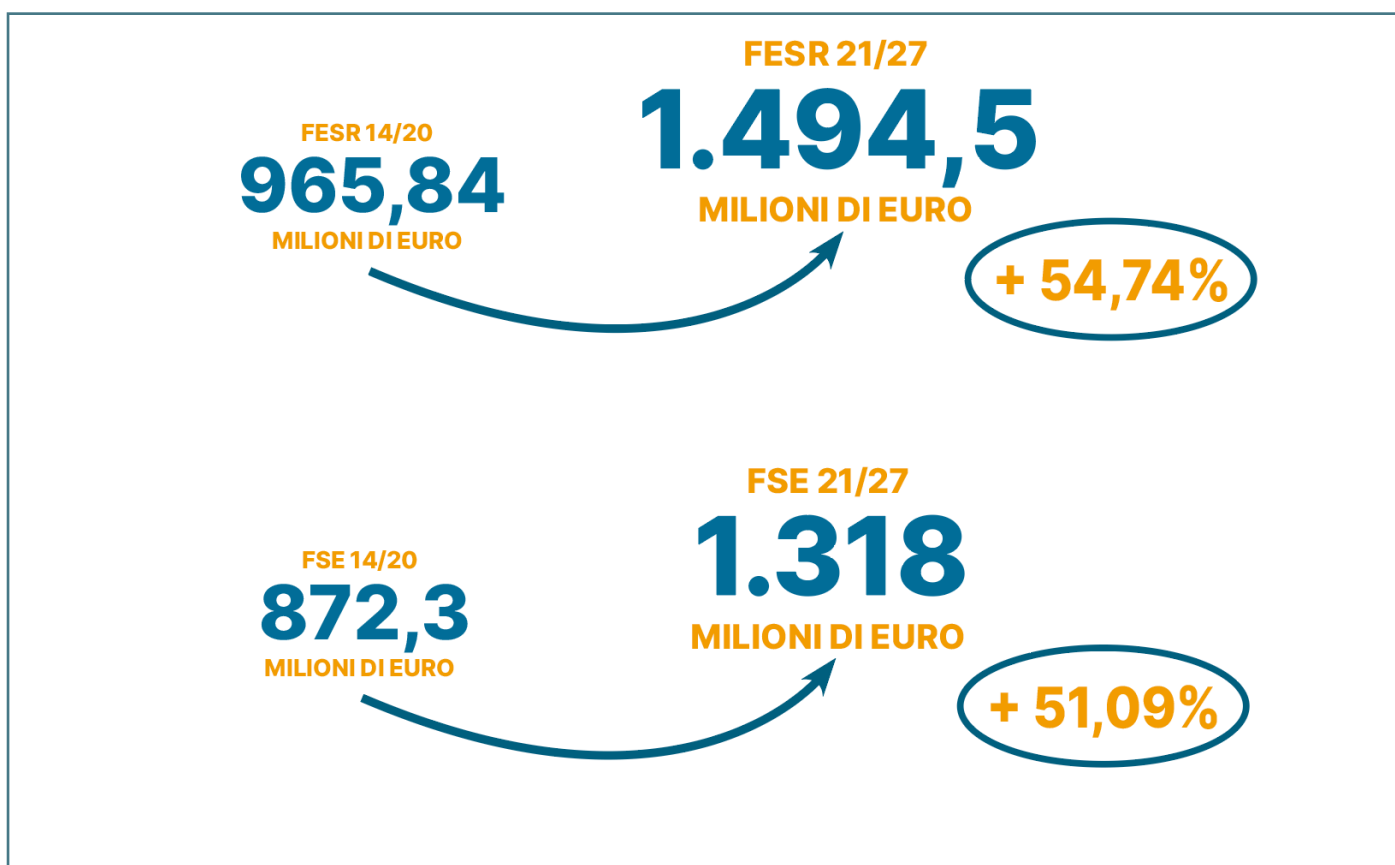 FESR 14/20
965,84
MILIONI DI EURO
FESR 21/27
1.494,5
MILIONI DI EURO
+ 54,74%
FSE 14/20
872,3
MILIONI DI EURO
FSE 21/27
1.318
MILIONI DI EURO
+ 51,09%